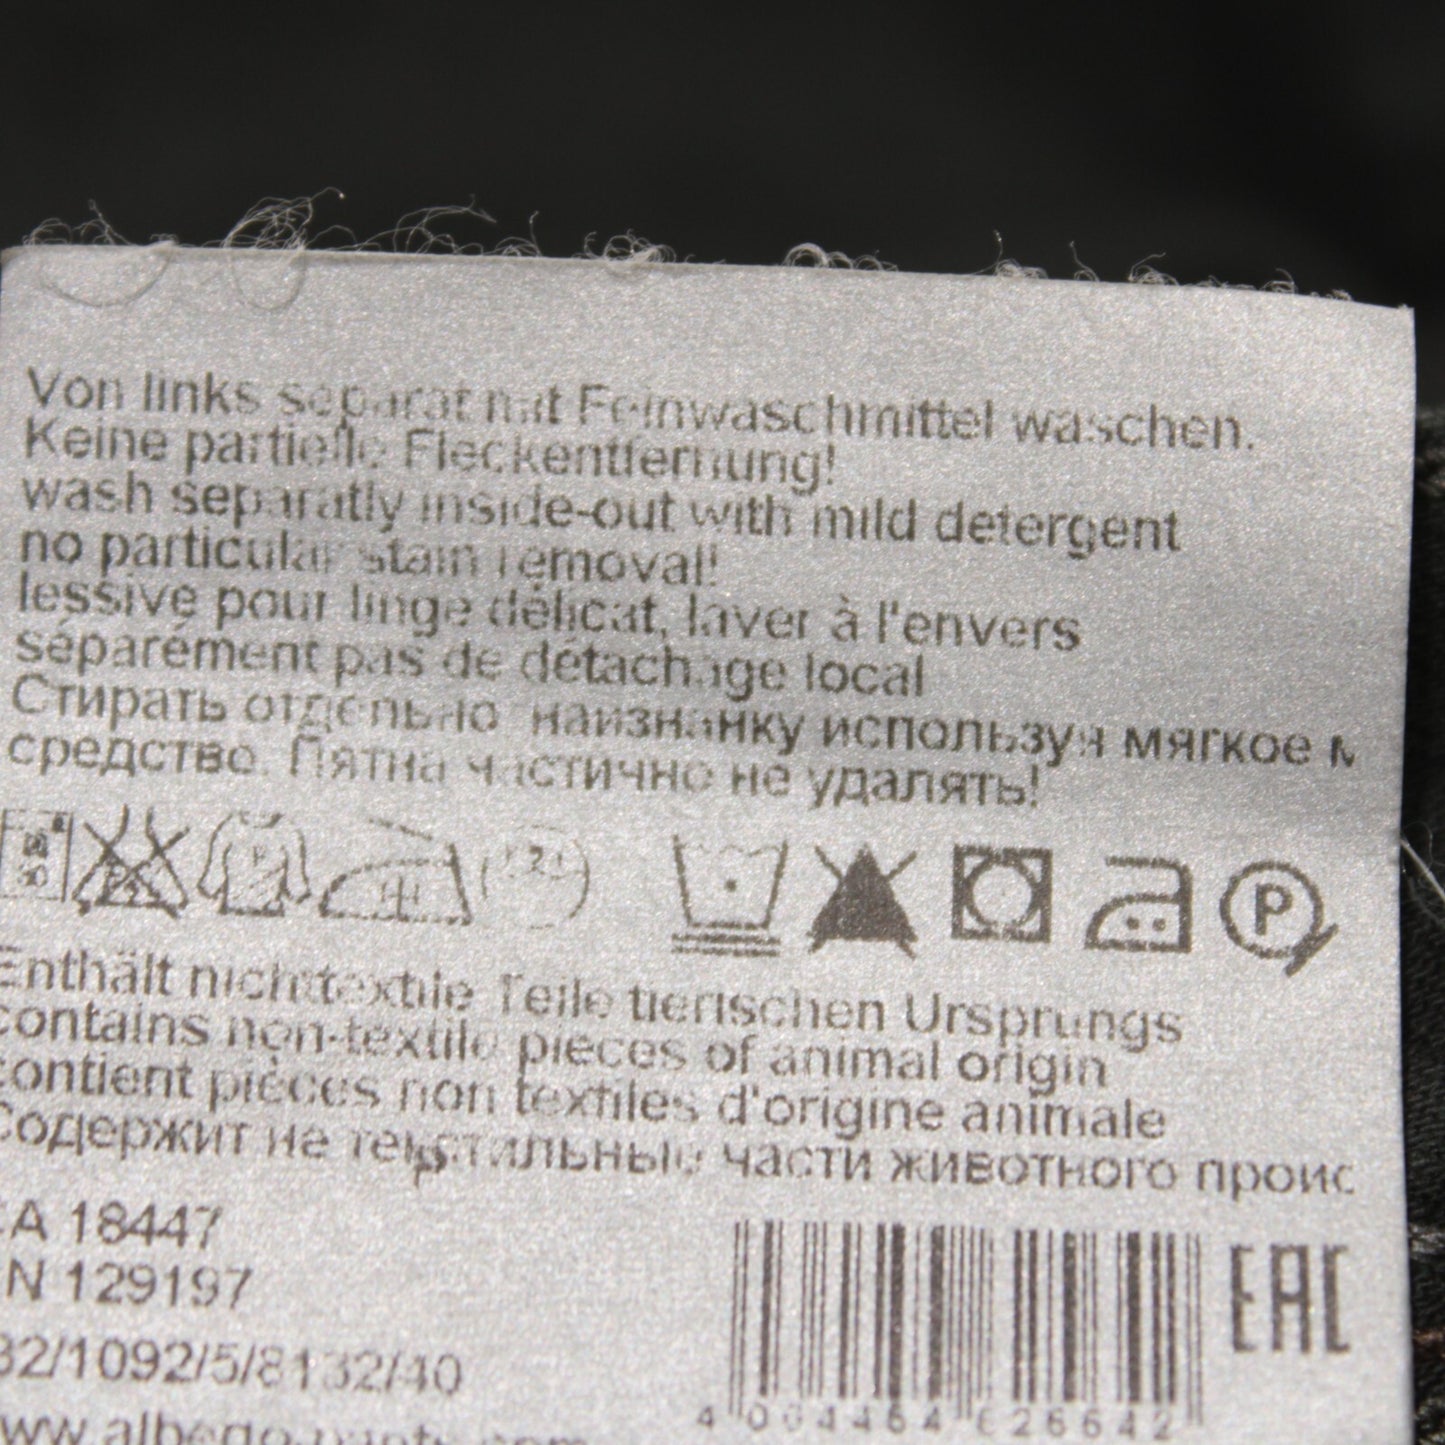 Von links separat mit Feinwaschmittel waschen.
Keine partielle Fleckentfernung!
wash separatly inside-out with mild detergent
no particular stain removal!
lessive pour linge délicat, laver à l'envers
séparément pas de détachage local
Стирать отдельно наизнанку используя мягкое м
средство. Пятна частично не удалять!
P
Enthält nichttextile Teile tierischen Ursprungs
contains non-textile pieces of animal origin
contient pièces non textiles d'origine animale
Содержит не текстильные части животного проис
A 18447
N 129197
32/1092/5/8132/40
EAC
4 004464 626642